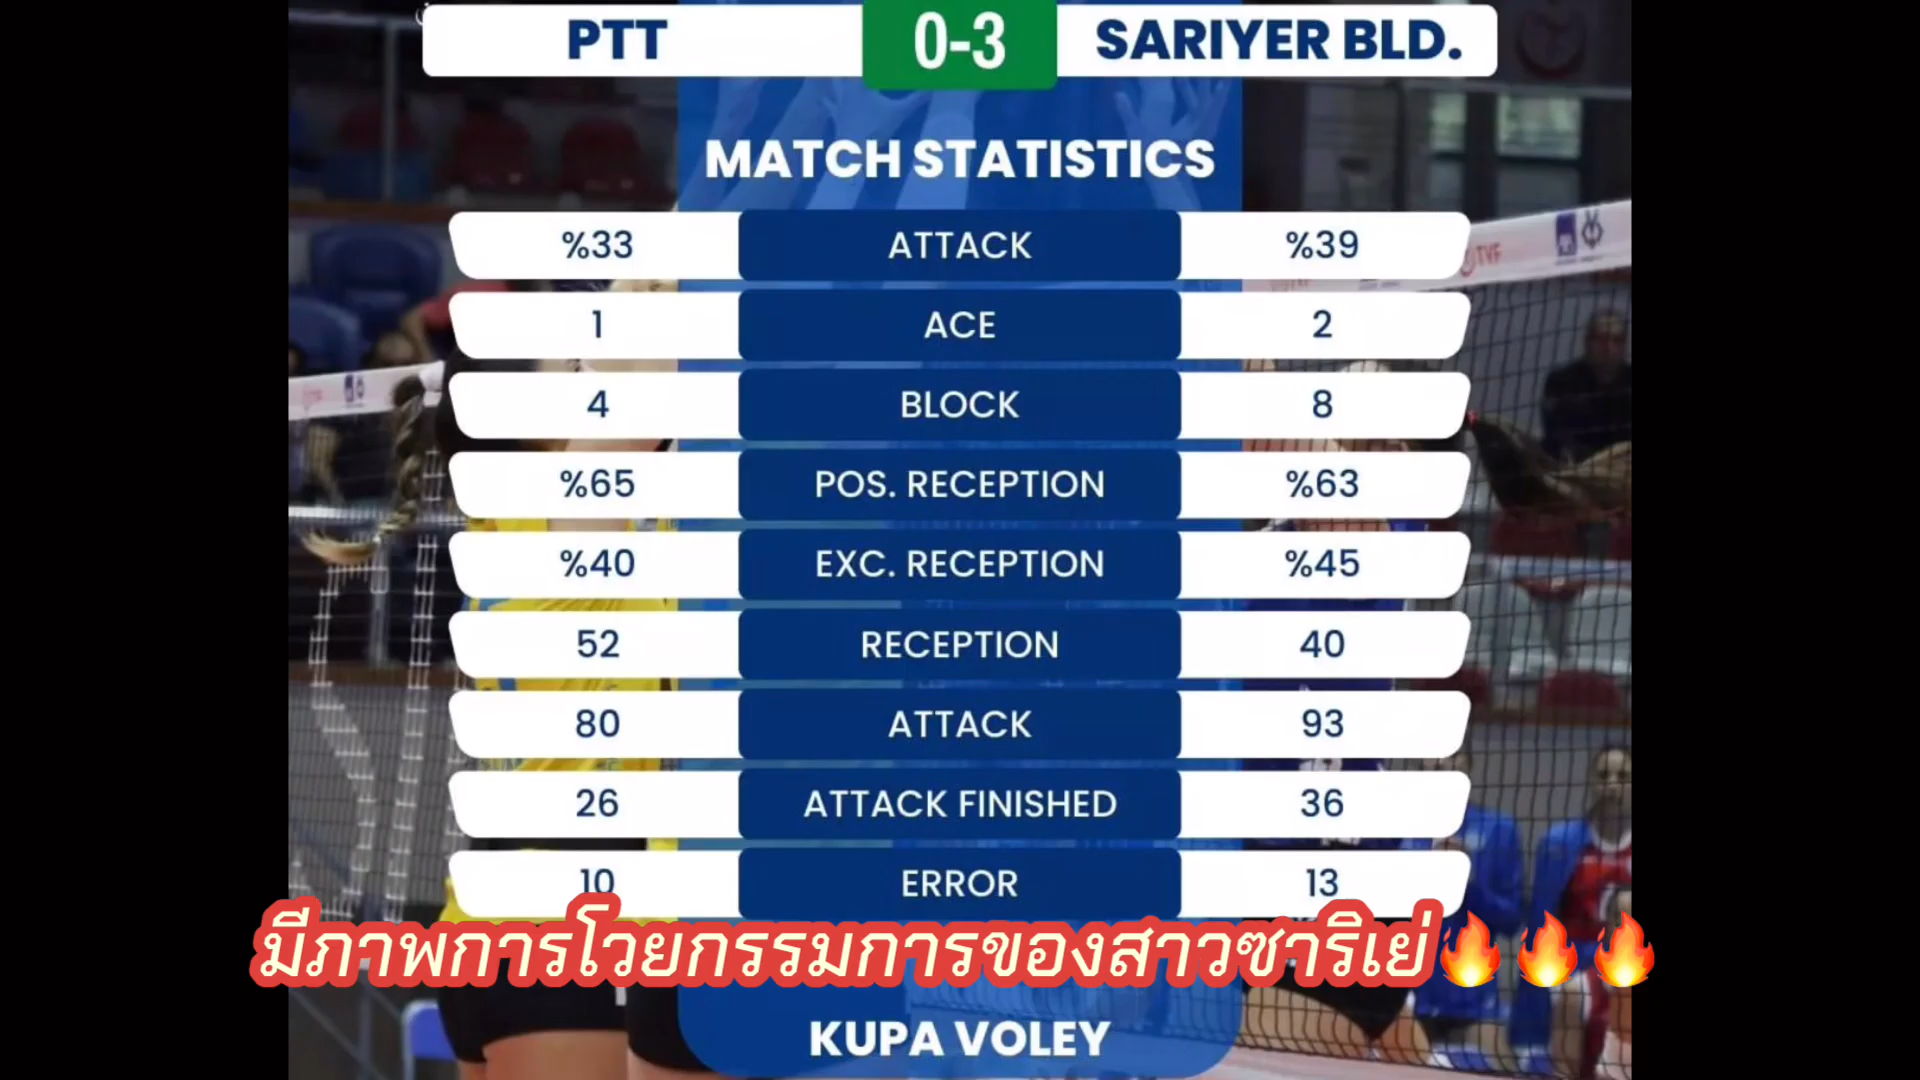 PTT 0-3 SARIYER BLD.
MATCH STATISTICS
%33 ATTACK %39
1 ACE 2
4 BLOCK 8
%65 POS. RECEPTION %63
%40 EXC. RECEPTION %45
52 RECEPTION 40
80 ATTACK 93
26 ATTACK FINISHED 36
10 ERROR 13
มีภาพการโวยกรรมการของสาวซาริเย่🔥🔥🔥
KUPA VOLEY
TVF